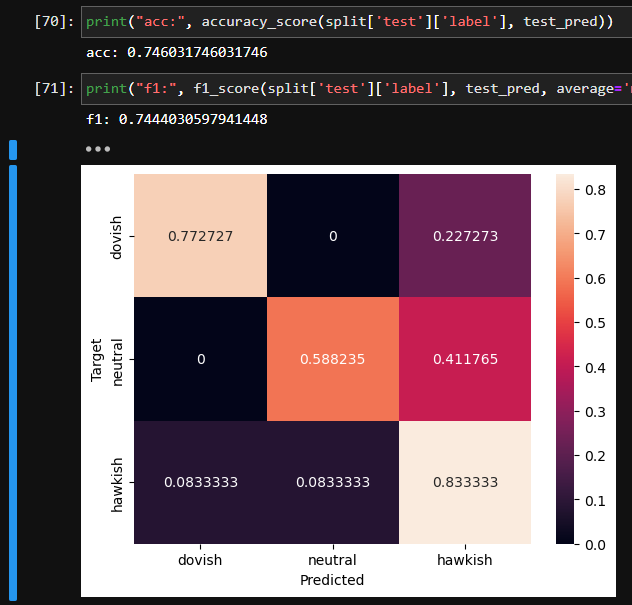 [70]: print("acc:", accuracy_score(split['test']['label'], test_pred))
acc: 0.746031746031746
[71]: print("f1:", f1_score(split['test']['label'], test_pred, average='
f1: 0.7444030597941448
•••
dovish 0.772727 0 0.227273
neutral 0 0.588235 0.411765
hawkish 0.0833333 0.0833333 0.833333
Target
dovish neutral hawkish
Predicted
0.8
0.7
0.6
0.5
0.4
0.3
0.2
0.1
0.0